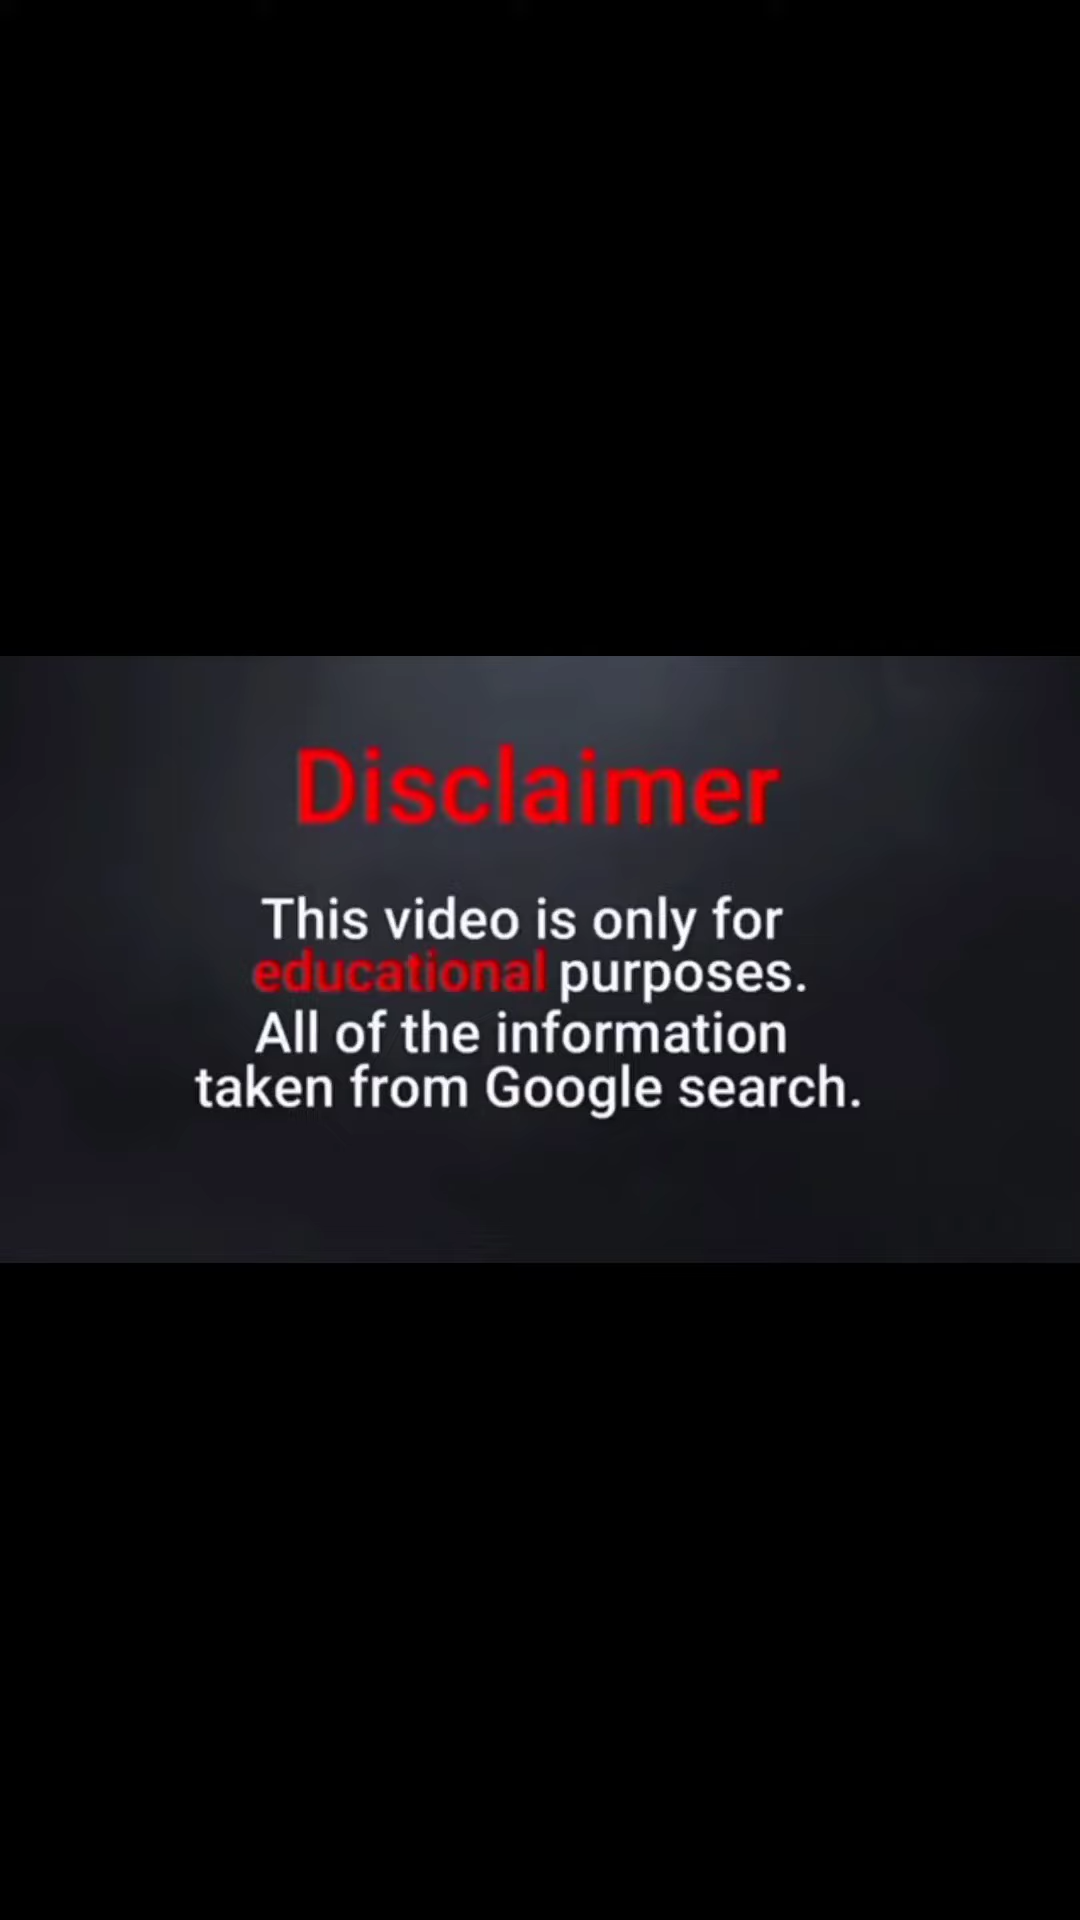 Disclaimer
This video is only for
educational purposes.
All of the information
taken from Google search.